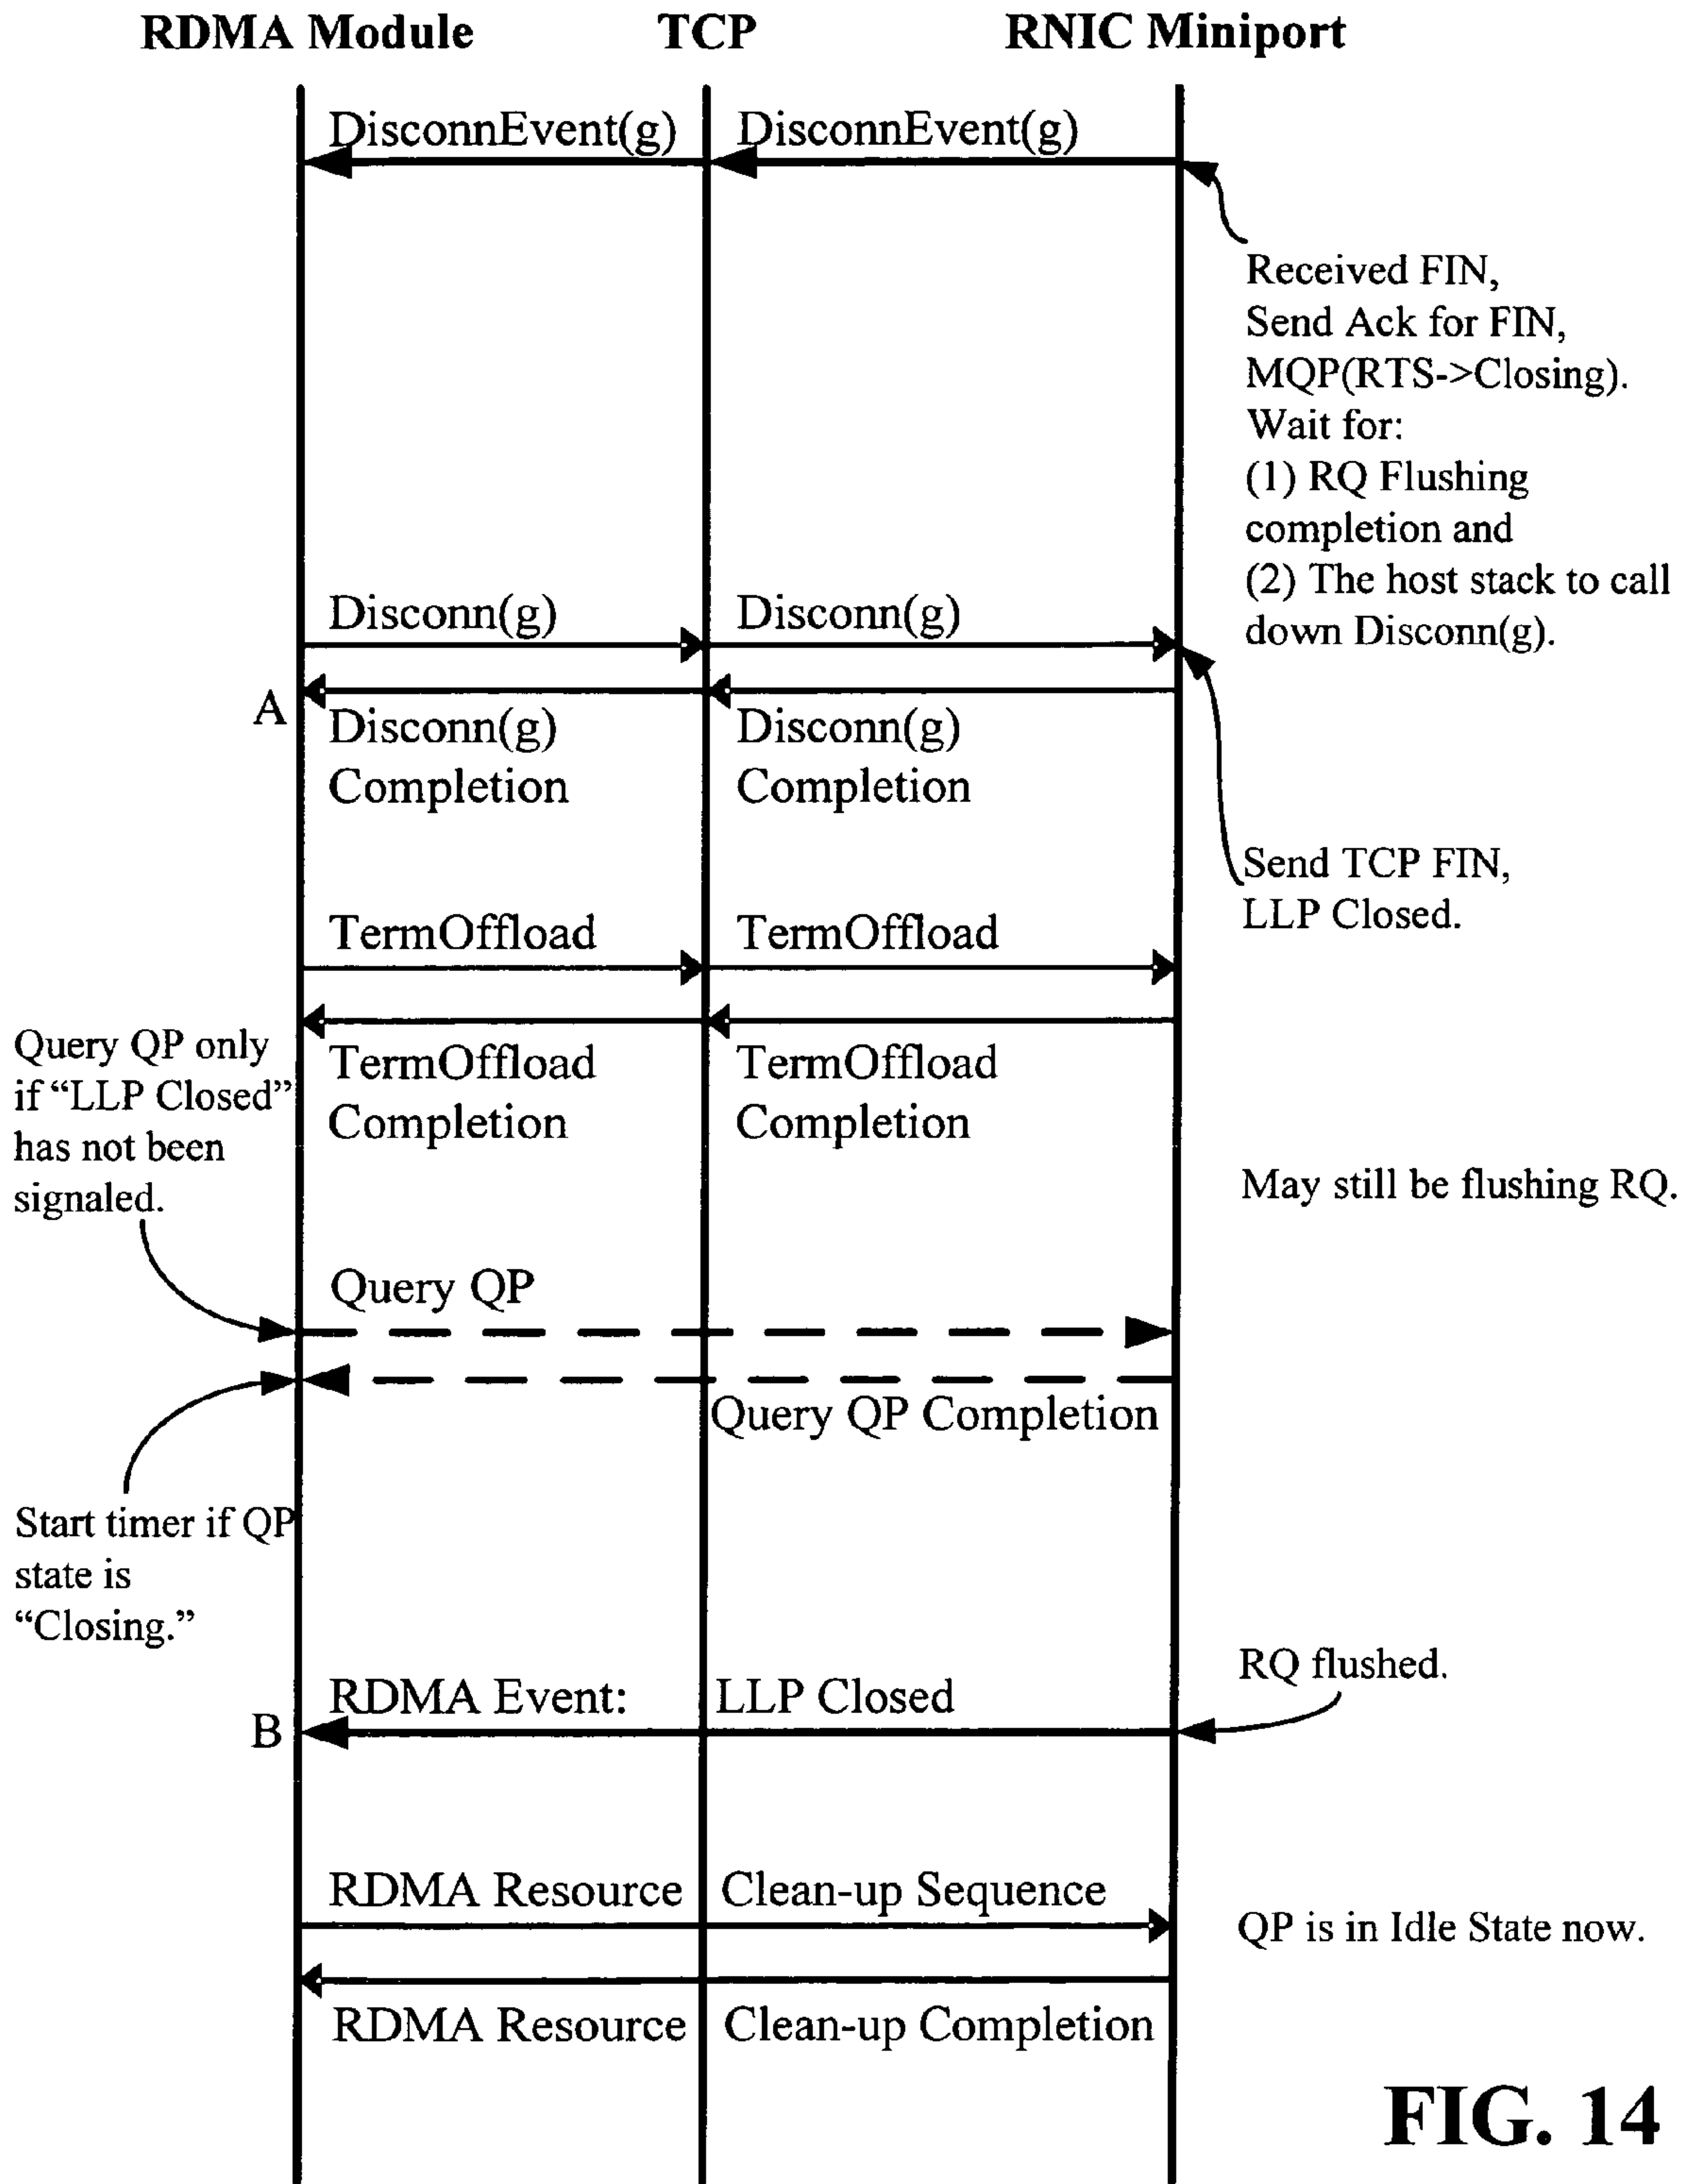 RDMA Module TCP RNIC Miniport
DisconnEvent(g) DisconnEvent(g)
Received FIN,
Send Ack for FIN,
MQP(RTS->Closing).
Wait for:
(1) RQ Flushing
completion and
(2) The host stack to call
down Disconn(g).
Disconn(g) Disconn(g)
A
Disconn(g) Disconn(g)
Completion Completion
Send TCP FIN,
LLP Closed.
TermOffload TermOffload
Query QP only
if “LLP Closed”
has not been
signaled.
TermOffload TermOffload
Completion Completion
May still be flushing RQ.
Query QP
Query QP Completion
Start timer if QP
state is
“Closing.”
RQ flushed.
RDMA Event: LLP Closed
B
RDMA Resource Clean-up Sequence
QP is in Idle State now.
RDMA Resource Clean-up Completion
FIG. 14